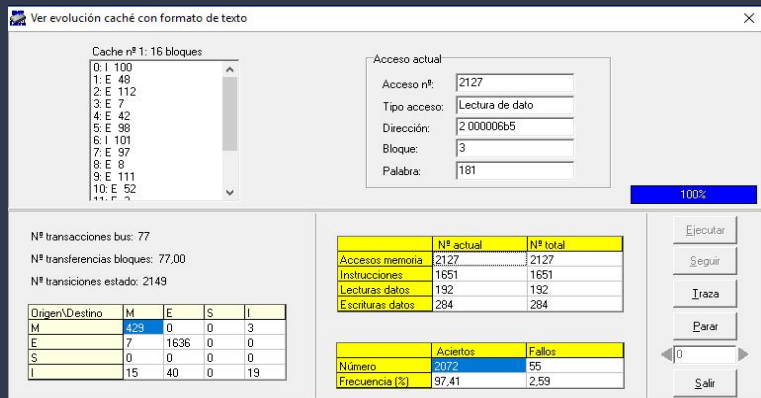 Ver evolución caché con formato de texto
Cache nº 1: 16 bloques
0: I 100
1: E 48
2: E 112
3: E 7
4: E 42
5: E 98
6: I 101
7: E 97
8: E 8
9: E 111
10: E 52
Acceso actual
Acceso nº: 2127
Tipo acceso: Lectura de dato
Dirección: 2 000006b5
Bloque: 3
Palabra: 181
100%
Nº transacciones bus: 77
Nº transferencias bloques: 77,00
Nº transiciones estado: 2149
Origen\Destino M E S I
M 429 0 0 3
E 7 1636 0 0
S 0 0 0 0
I 15 40 0 19
Nº actual Nº total
Accesos memoria 2127 2127
Instrucciones 1651 1651
Lecturas datos 192 192
Escrituras datos 284 284
Aciertos Fallos
Número 2072 55
Frecuencia (%) 97,41 2,59
Ejecutar
Seguir
Traza
Parar
0
Salir